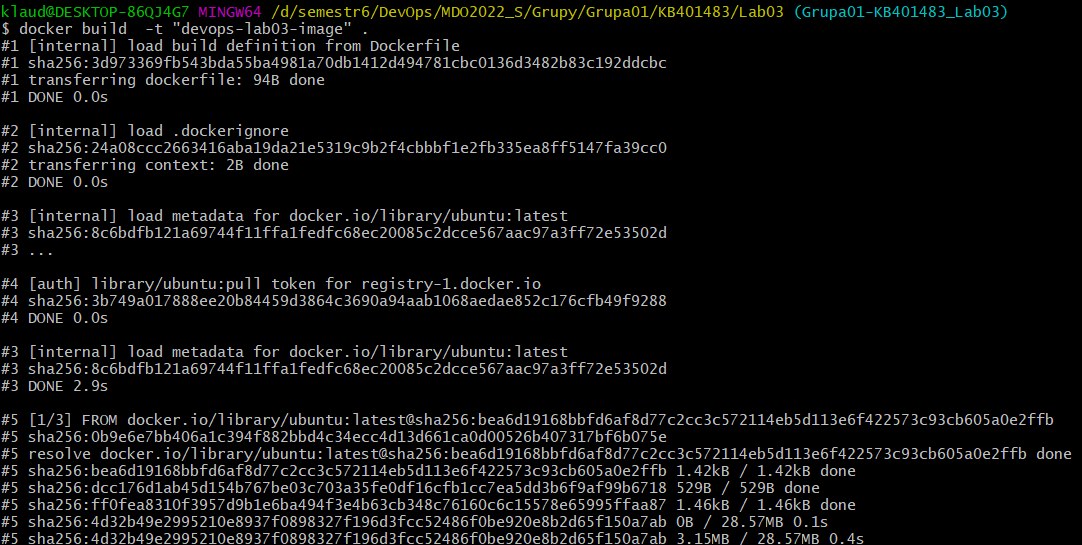 klaud@DESKTOP-86QJ4G7 MINGW64 /d/semestr6/DevOps/MDO2022_S/Grupy/Grupa01/KB401483/Lab03 (Grupa01-KB401483_Lab03)
$ docker build  -t "devops-lab03-image" .
#1 [internal] load build definition from Dockerfile
#1 sha256:3d973369fb543bda55ba4981a70db1412d494781cbc0136d3482b83c192ddcbc
#1 transferring dockerfile: 94B done
#1 DONE 0.0s
#2 [internal] load .dockerignore
#2 sha256:24a08ccc2663416aba19da21e5319c9b2f4cbbbf1e2fb335ea8ff5147fa39cc0
#2 transferring context: 2B done
#2 DONE 0.0s
#3 [internal] load metadata for docker.io/library/ubuntu:latest
#3 sha256:8c6bdfb121a69744f11ffa1fedfc68ec20085c2dcce567aac97a3ff72e53502d
#3 ...
#4 [auth] library/ubuntu:pull token for registry-1.docker.io
#4 sha256:3b749a017888ee20b84459d3864c3690a94aab1068aedae852c176cfb49f9288
#4 DONE 0.0s
#3 [internal] load metadata for docker.io/library/ubuntu:latest
#3 sha256:8c6bdfb121a69744f11ffa1fedfc68ec20085c2dcce567aac97a3ff72e53502d
#3 DONE 2.9s
#5 [1/3] FROM docker.io/library/ubuntu:latest@sha256:bea6d19168bbfd6af8d77c2cc3c572114eb5d113e6f422573c93cb605a0e2ffb
#5 sha256:0b9e6e7bb406a1c394f882bbd4c34ecc4d13d661ca0d00526b407317bf6b075e
#5 resolve docker.io/library/ubuntu:latest@sha256:bea6d19168bbfd6af8d77c2cc3c572114eb5d113e6f422573c93cb605a0e2ffb done
#5 sha256:bea6d19168bbfd6af8d77c2cc3c572114eb5d113e6f422573c93cb605a0e2ffb 1.42kB / 1.42kB done
#5 sha256:dcc176d1ab45d154b767be03c703a35fe0df16cfb1cc7ea5dd3b6f9af99b6718 529B / 529B done
#5 sha256:ff0fea8310f3957d9b1e6ba494f3e4b63cb348c76160c6c15578e65995ffaa87 1.46kB / 1.46kB done
#5 sha256:4d32b49e2995210e8937f0898327f196d3fcc52486f0be920e8b2d65f150a7ab 0B / 28.57MB 0.1s
#5 sha256:4d32b49e2995210e8937f0898327f196d3fcc52486f0be920e8b2d65f150a7ab 3.15MB / 28.57MB 0.4s